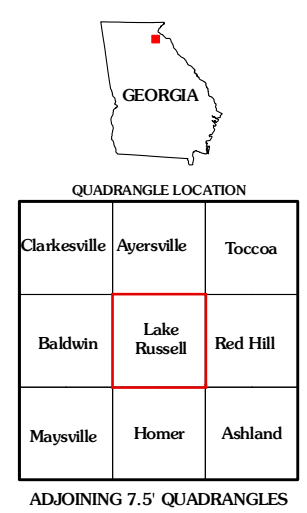 GEORGIA
QUADRANGLE LOCATION
Clarkesville Ayersville Toccoa
Baldwin Lake Russell Red Hill
Maysville Homer Ashland
ADJOINING 7.5' QUADRANGLES